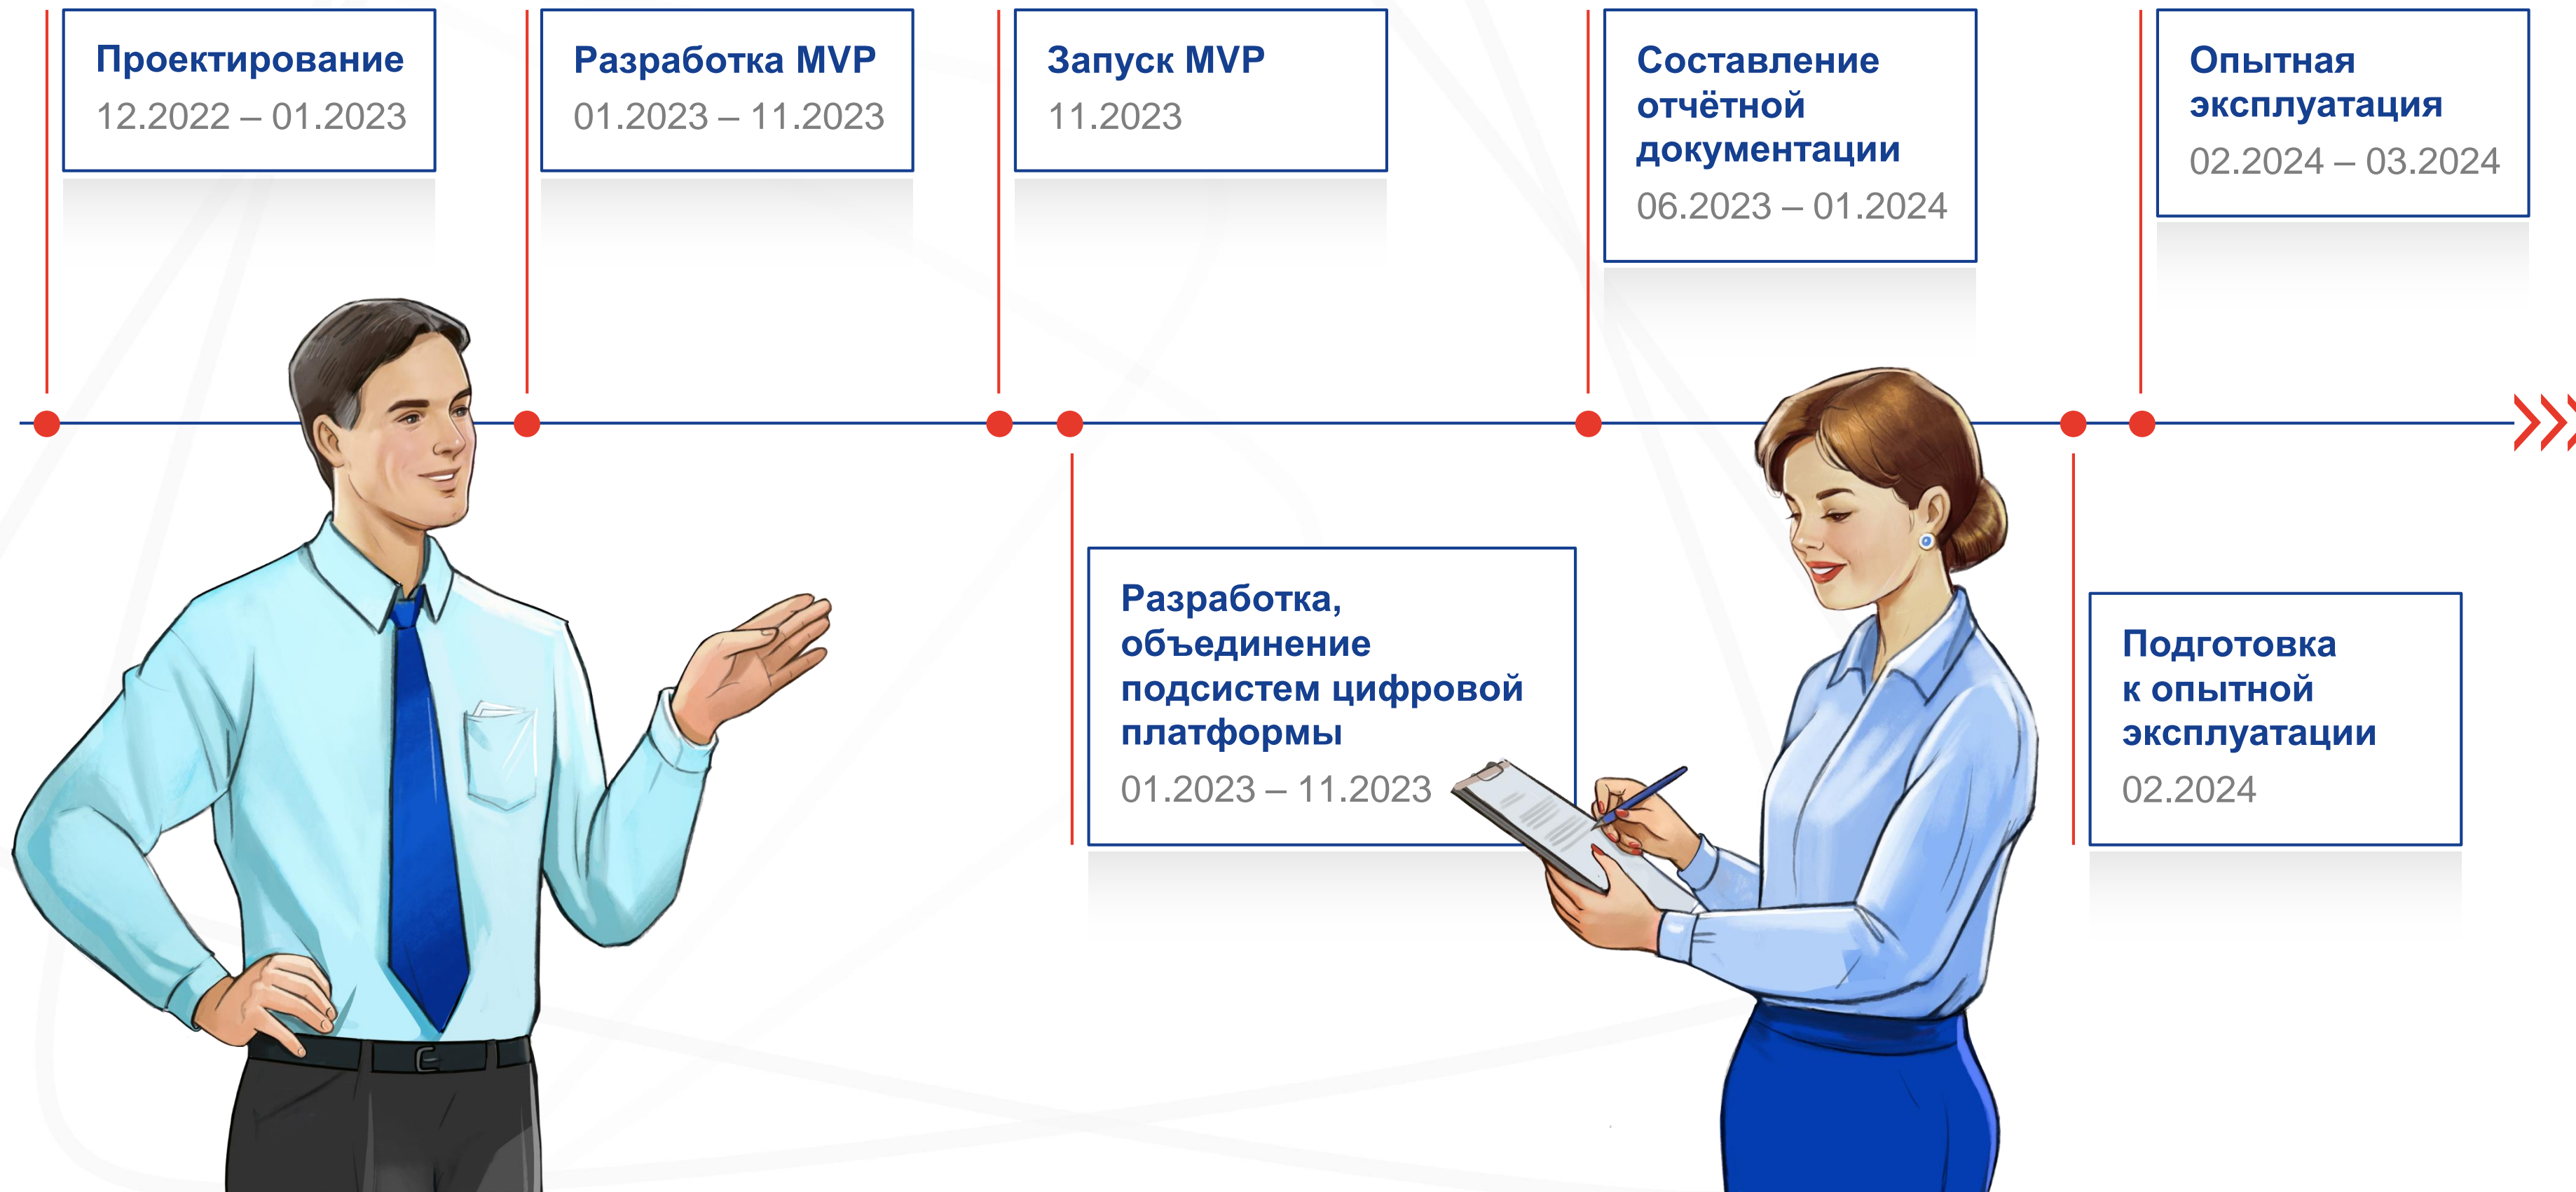 Проектирование
12.2022 – 01.2023
Разработка MVP
01.2023 – 11.2023
Запуск MVP
11.2023
Разработка,
объединение
подсистем цифровой
платформы
01.2023 – 11.2023
Составление
отчётной
документации
06.2023 – 01.2024
Подготовка
к опытной
эксплуатации
02.2024
Опытная
эксплуатация
02.2024 – 03.2024